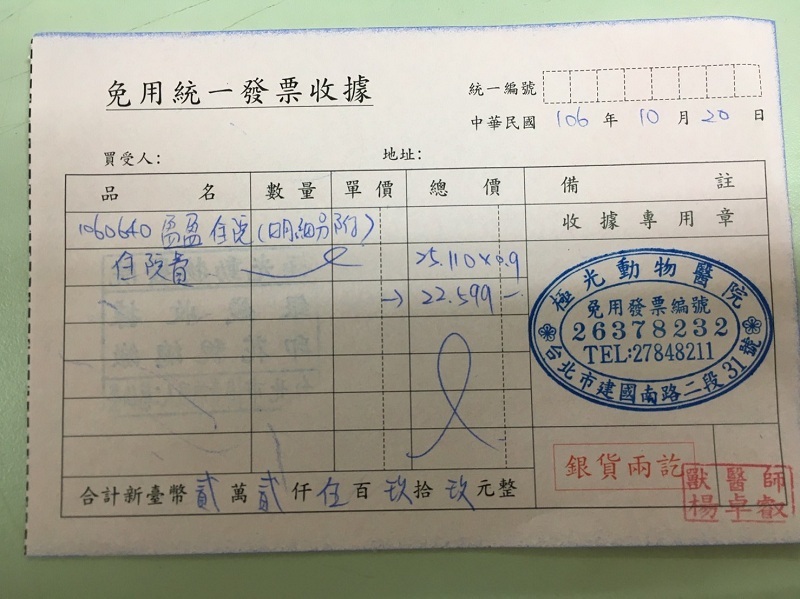 免用統一發票收據
統一編號
中華民國 106 年 10 月 20 日
買受人： 地址：
品名 數量 單價 總價 備註
1060640 盈盈 住院(明細另附)
收據專用章
住院費 25.110×0.9
→ 22.599
極光動物醫院
免用發票編號
26378232
TEL:27848211
台北市建國南路二段31號
銀貨兩訖
合計新臺幣 貳 萬 貳 仟 伍 百 玖 拾 玖 元整
獸醫師
楊卓叡